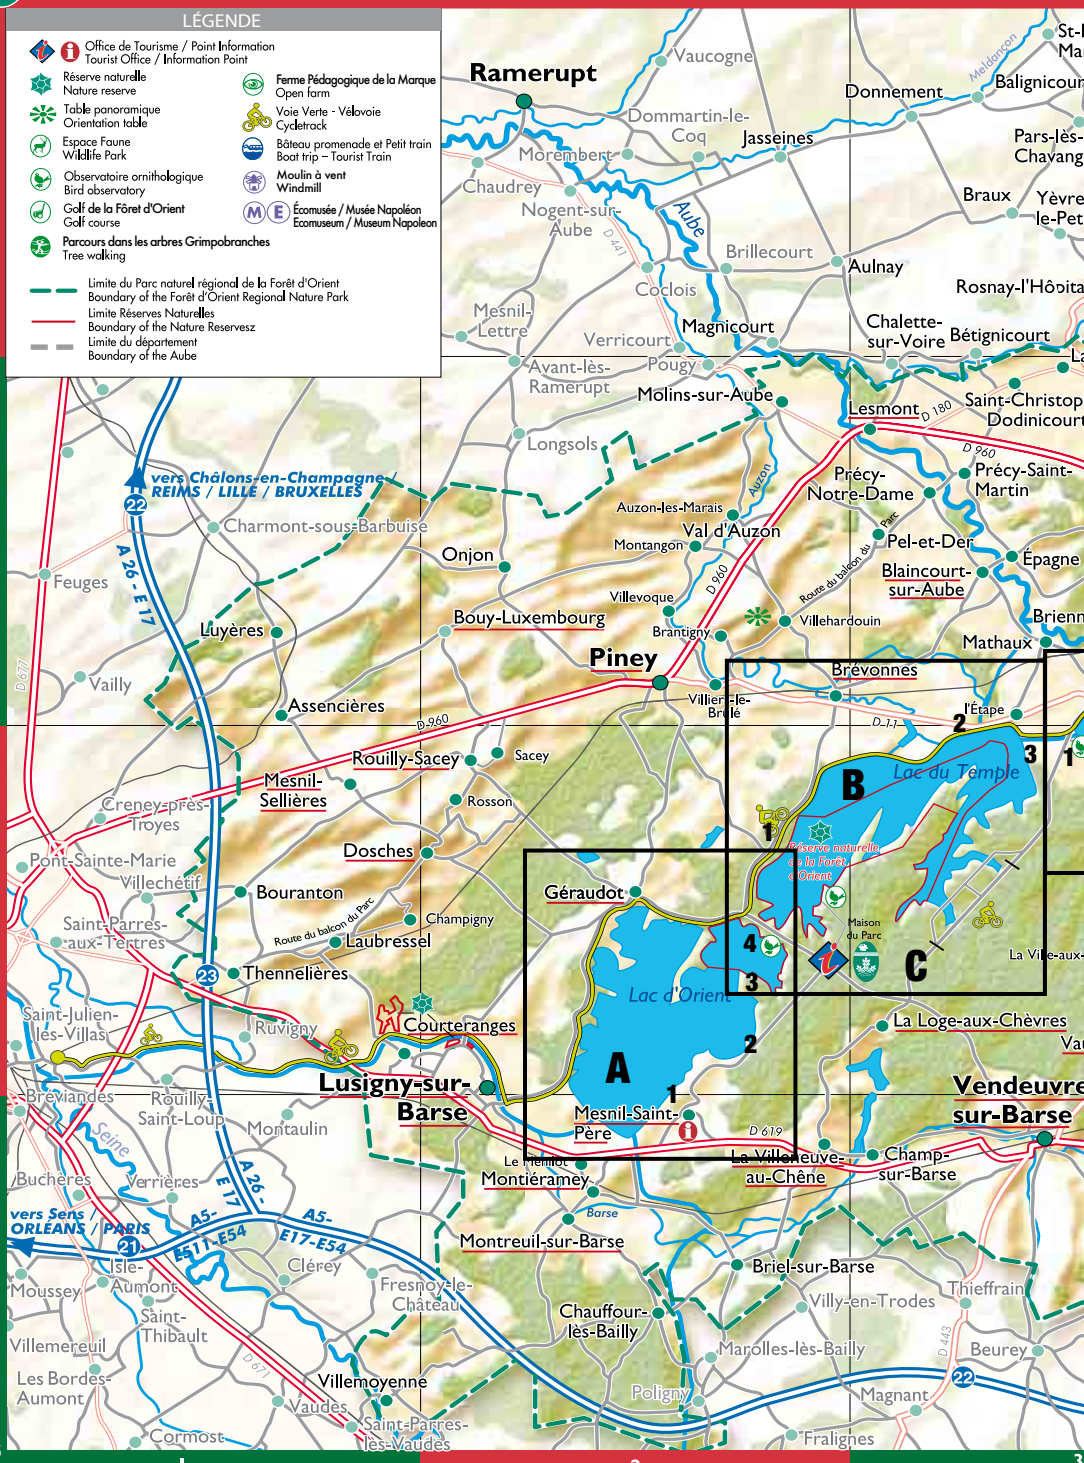 LÉGENDE
Office de Tourisme / Point Information
Tourist Office / Information Point
Réserve naturelle
Nature reserve
Table panoramique
Orientation table
Espace Faune
Wildlife Park
Observatoire ornithologique
Bird observatory
Golf de la Fôret d'Orient
Golf course
Parcours dans les arbres Grimpobranches
Tree walking
Ferme Pédagogique de la Marque
Open farm
Voie Verte - Vélovoie
Cycletrack
Bâteau promenade et Petit train
Boat trip – Tourist Train
Moulin à vent
Windmill
M E Écomusée / Musée Napoléon
Ecomuseum / Museum Napoleon
Limite du Parc naturel régional de la Forêt d'Orient
Boundary of the Forêt d'Orient Regional Nature Park
Limite Réserves Naturelles
Boundary of the Nature Reservesz
Limite du département
Boundary of the Aube
Ramerupt
Vaucogne
Meldançon
Donnement
Balignicour
Dommartin-le-
Coq
Jasseines
Pars-lès-
Chavang
Morembert
Chaudrey
Nogent-sur-
Aube
D 441
Aube
Braux
Yèvre
le-Pet
Brillecourt
Aulnay
Coclois
Rosnay-l'Hôpita
Mesnil-
Lettre
Verricourt
Magnicourt
Chalette-
sur-Voire
Bétignicourt
Avant-lès-
Ramerupt
Pougy
Molins-sur-Aube
Lesmont
D 180
Saint-Christop
Dodinicourt
Longsols
D 960
vers Châlons-en-Champagne /
REIMS / LILLE / BRUXELLES
22
Auzon
Précy-
Notre-Dame
Précy-Saint-
Martin
Charmont-sous-Barbuise
Auzon-les-Marais
Val d'Auzon
Montangon
Pel-et-Der
Épagne
A 26 - E 17
Onjon
D 960
Route du balcon du Parc
Blaincourt-
sur-Aube
Feuges
Villevoque
Villehardouin
Brienn
Luyères
Bouy-Luxembourg
Brantigny
Mathaux
Piney
Brévonnes
D 677
Vailly
Villiers-le-
Brûlé
l'Étape
Assencières
D 960
D 11
2
3
1
Rouilly-Sacey
Sacey
Lac du Temple
Mesnil-
Sellières
B
Rosson
Creney-près-
Troyes
1
Réserve naturelle
de la Forêt
d'Orient
Dosches
Pont-Sainte-Marie
Villechétif
Bouranton
Géraudot
Champigny
Saint-Parres-
aux-Tertres
Route du balcon du Parc
Laubressel
Maison
du Parc
4
La Ville-aux-
23
Thennelières
C
3
Lac d'Orient
Saint-Julien-
les-Villas
Ruvigny
Courteranges
La Loge-aux-Chèvres
2
Vau
A
Lusigny-sur-
Barse
1
Vendeuvre
sur-Barse
Bréviandes
Rouilly
Saint-Loup
Mesnil-Saint-
Père
Seine
Montaulin
D 619
Le Ménilot
La Villeneuve-
au-Chêne
Champ-
sur-Barse
Buchères
Verrières
A 26 -
E 17
Montiéramey
Barse
vers Sens /
ORLÉANS / PARIS
21
A5-
E511-E54
A5-
E17-E54
Montreuil-sur-Barse
Isle-
Aumont
Clérey
Briel-sur-Barse
Moussey
Fresnoy-le-
Château
Thieffrain
Villy-en-Trodes
Saint-
Thibault
Chauffour-
lès-Bailly
Villemereuil
D 671
D 443
Marolles-lès-Bailly
Beurey
Les Bordes-
Aumont
Villemoyenne
22
Poligny
Magnant
Vaudes
Saint-Parres-
les-Vaudes
Cormost
Fralignes